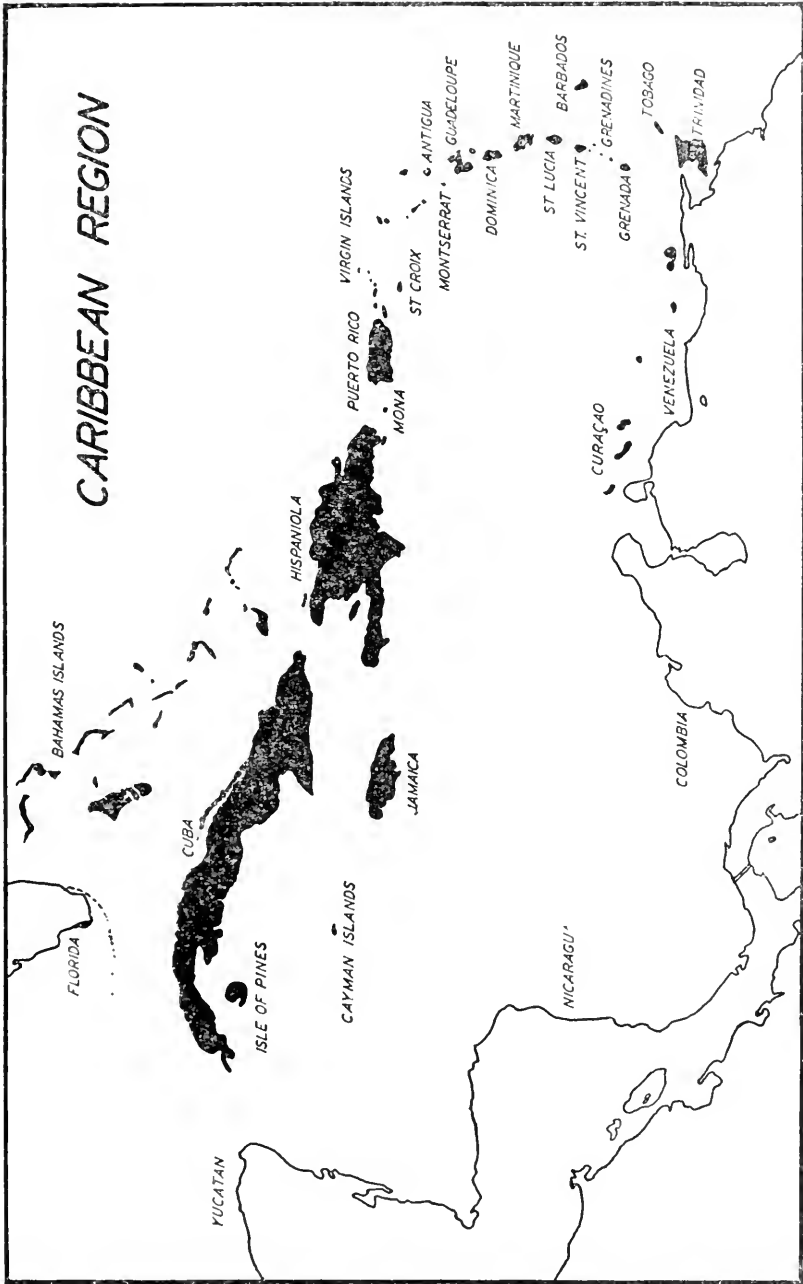 CARIBBEAN REGION
BAHAMAS ISLANDS
FLORIDA
CUBA
ISLE OF PINES
YUCATAN
CAYMAN ISLANDS
JAMAICA
HISPANIOLA
PUERTO RICO
MONA
VIRGIN ISLANDS
ST CROIX
ANTIGUA
MONTSERRAT
GUADELOUPE
DOMINICA
MARTINIQUE
ST LUCIA
BARBADOS
ST. VINCENT
GRENADINES
GRENADA
TOBAGO
TRINIDAD
CURAÇAO
VENEZUELA
COLOMBIA
NICARAGU